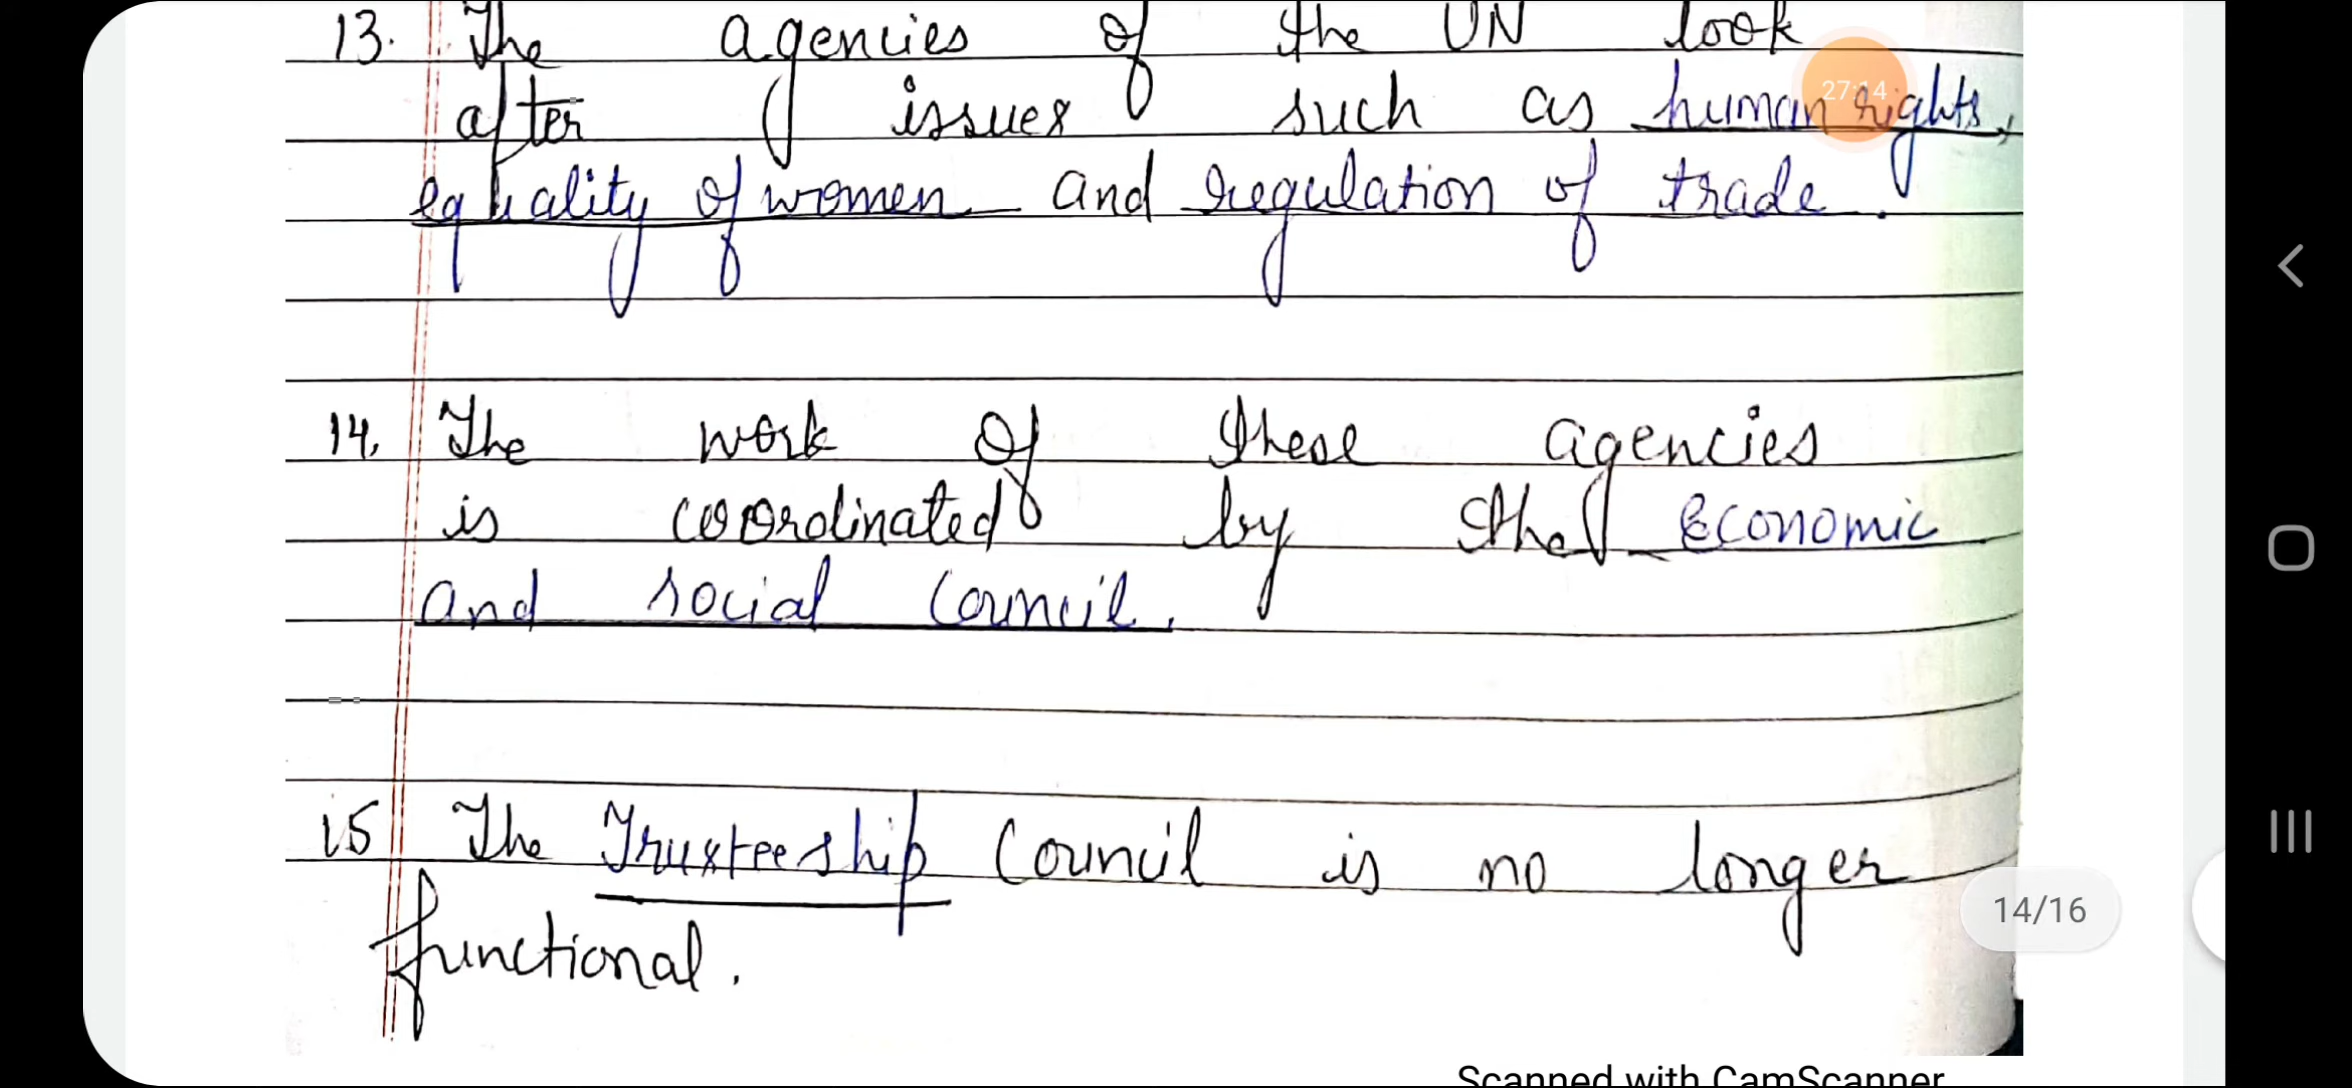 13. The agencies of the UN look
after issues such as human rights,
equality of women and regulation of trade.
14. The work of these agencies
is coordinated by the Economic
and social Council.
15 The Trusteeship Council is no longer
functional.
27:14
14/16
Scanned with CamScanner